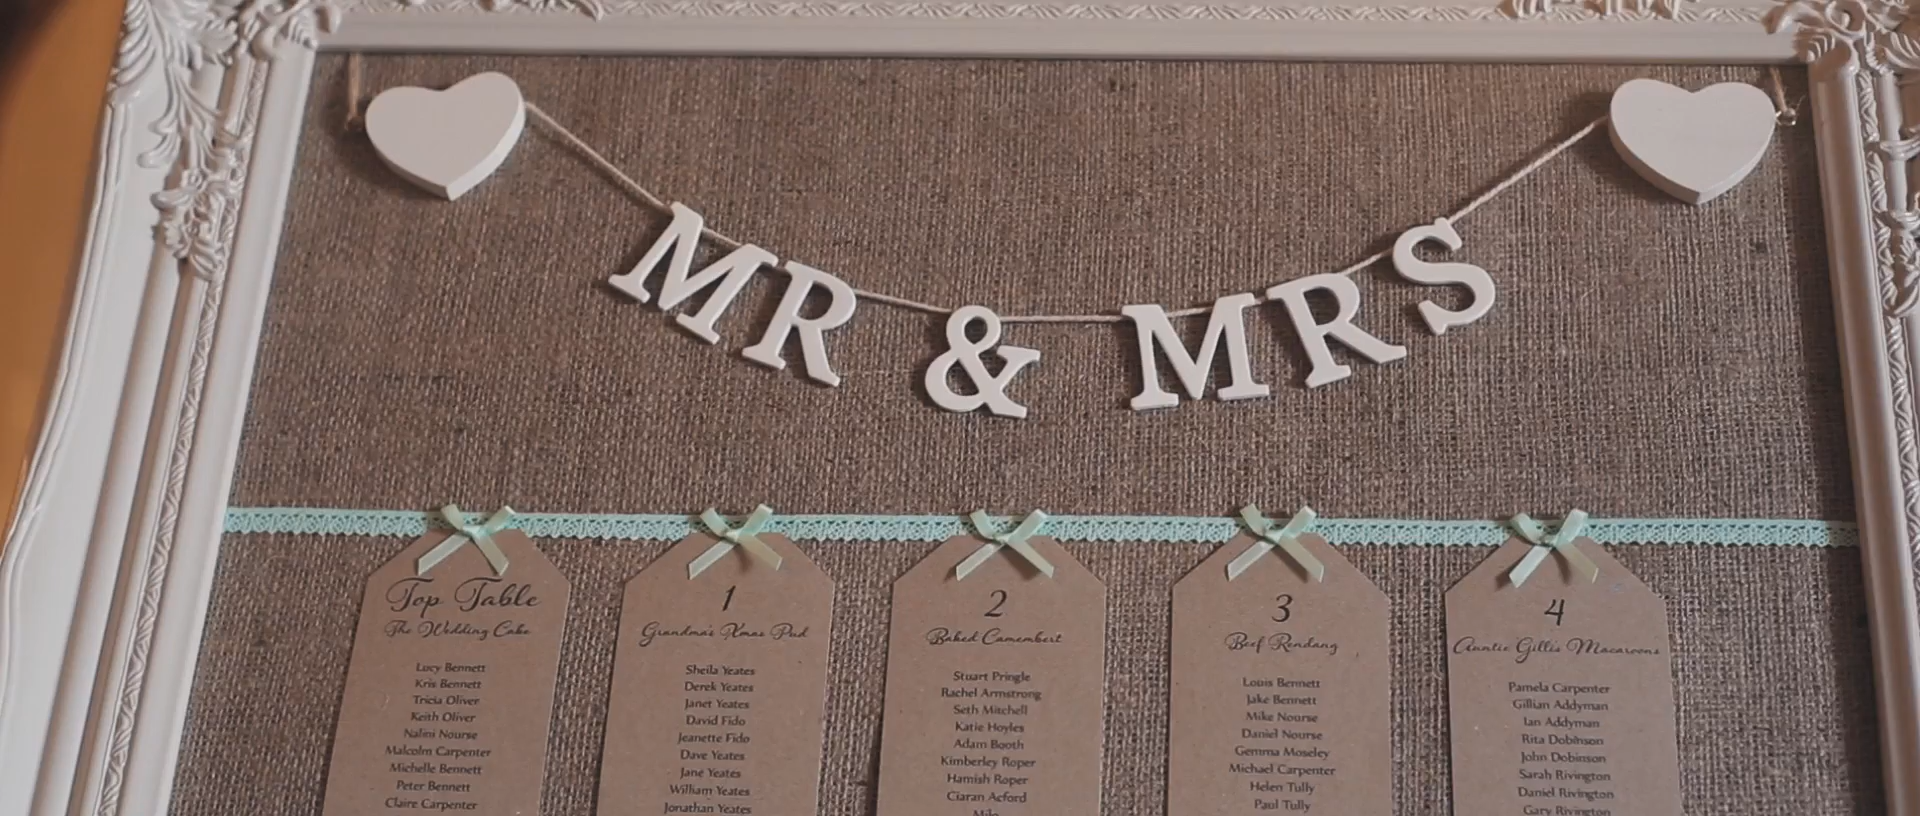 MR & MRS
Top Table
The Wedding Cake
Lucy Bennett
Kris Bennett
Tricia Oliver
Keith Oliver
Nalini Nourse
Malcolm Carpenter
Michelle Bennett
Peter Bennett
Claire Carpenter
1
Grandma's Xmas Pud
Sheila Yeates
Derek Yeates
Janet Yeates
David Fido
Jeanette Fido
Dave Yeates
Jane Yeates
William Yeates
Jonathan Yeates
2
Baked Camembert
Stuart Pringle
Rachel Armstrong
Seth Mitchell
Katie Hoyles
Adam Booth
Kimberley Roper
Hamish Roper
Ciaran Acford
3
Beef Rendang
Louis Bennett
Jake Bennett
Mike Nourse
Daniel Nourse
Gemma Moseley
Michael Carpenter
Helen Tully
Paul Tully
4
Auntie Gilli's Macaroons
Pamela Carpenter
Gillian Addyman
Ian Addyman
Rita Dobinson
John Dobinson
Sarah Rivington
Daniel Rivington
Gary Rivington